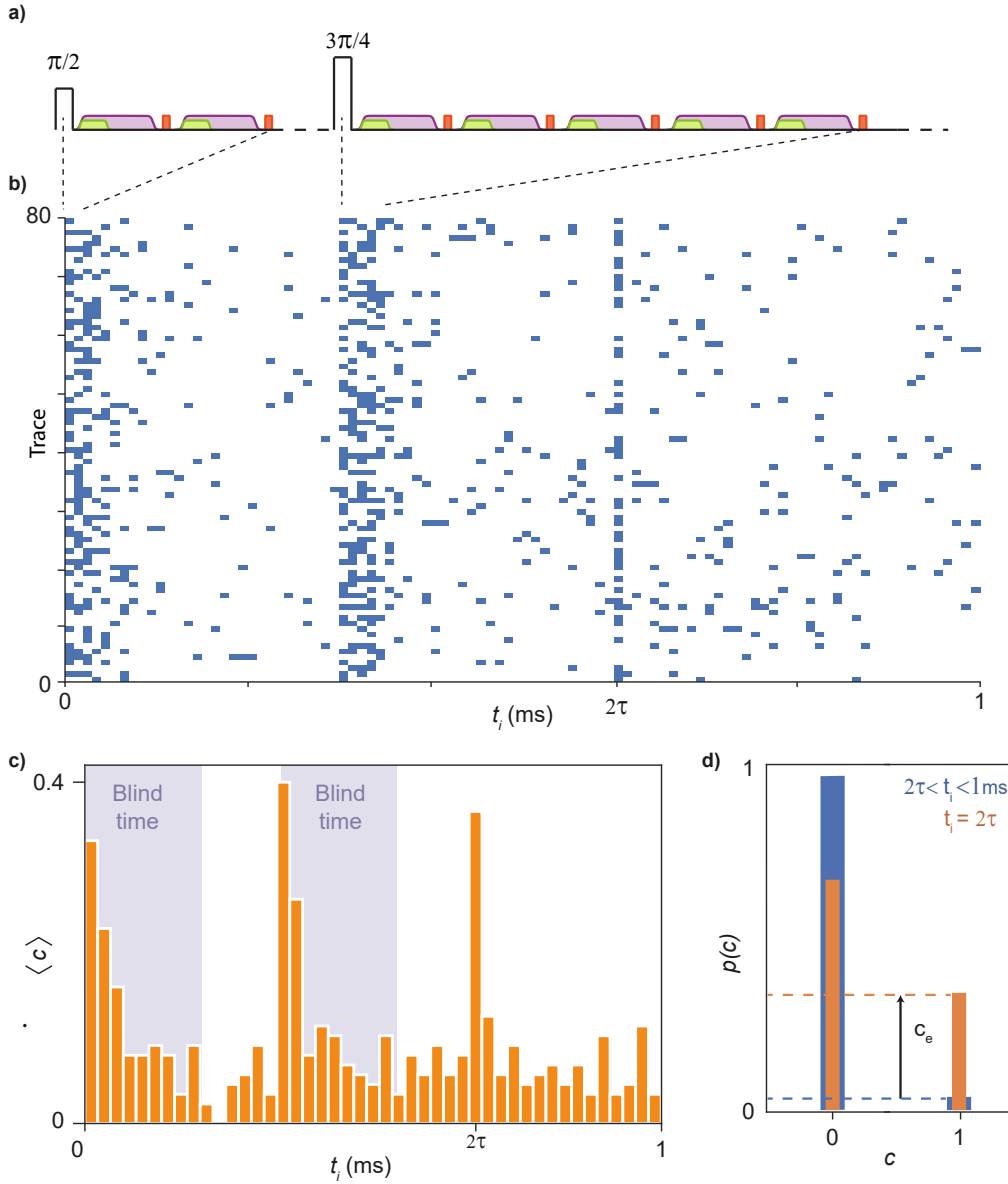 a)
π/2
3π/4
b)
80
Trace
0
0
2τ
1
t_i (ms)
c)
0.4
Blind
time
Blind
time
⟨c⟩
0
0
2τ
1
t_i (ms)
d)
1
2τ< t_i <1ms
t_i = 2τ
p(c)
c_e
0
0
1
c